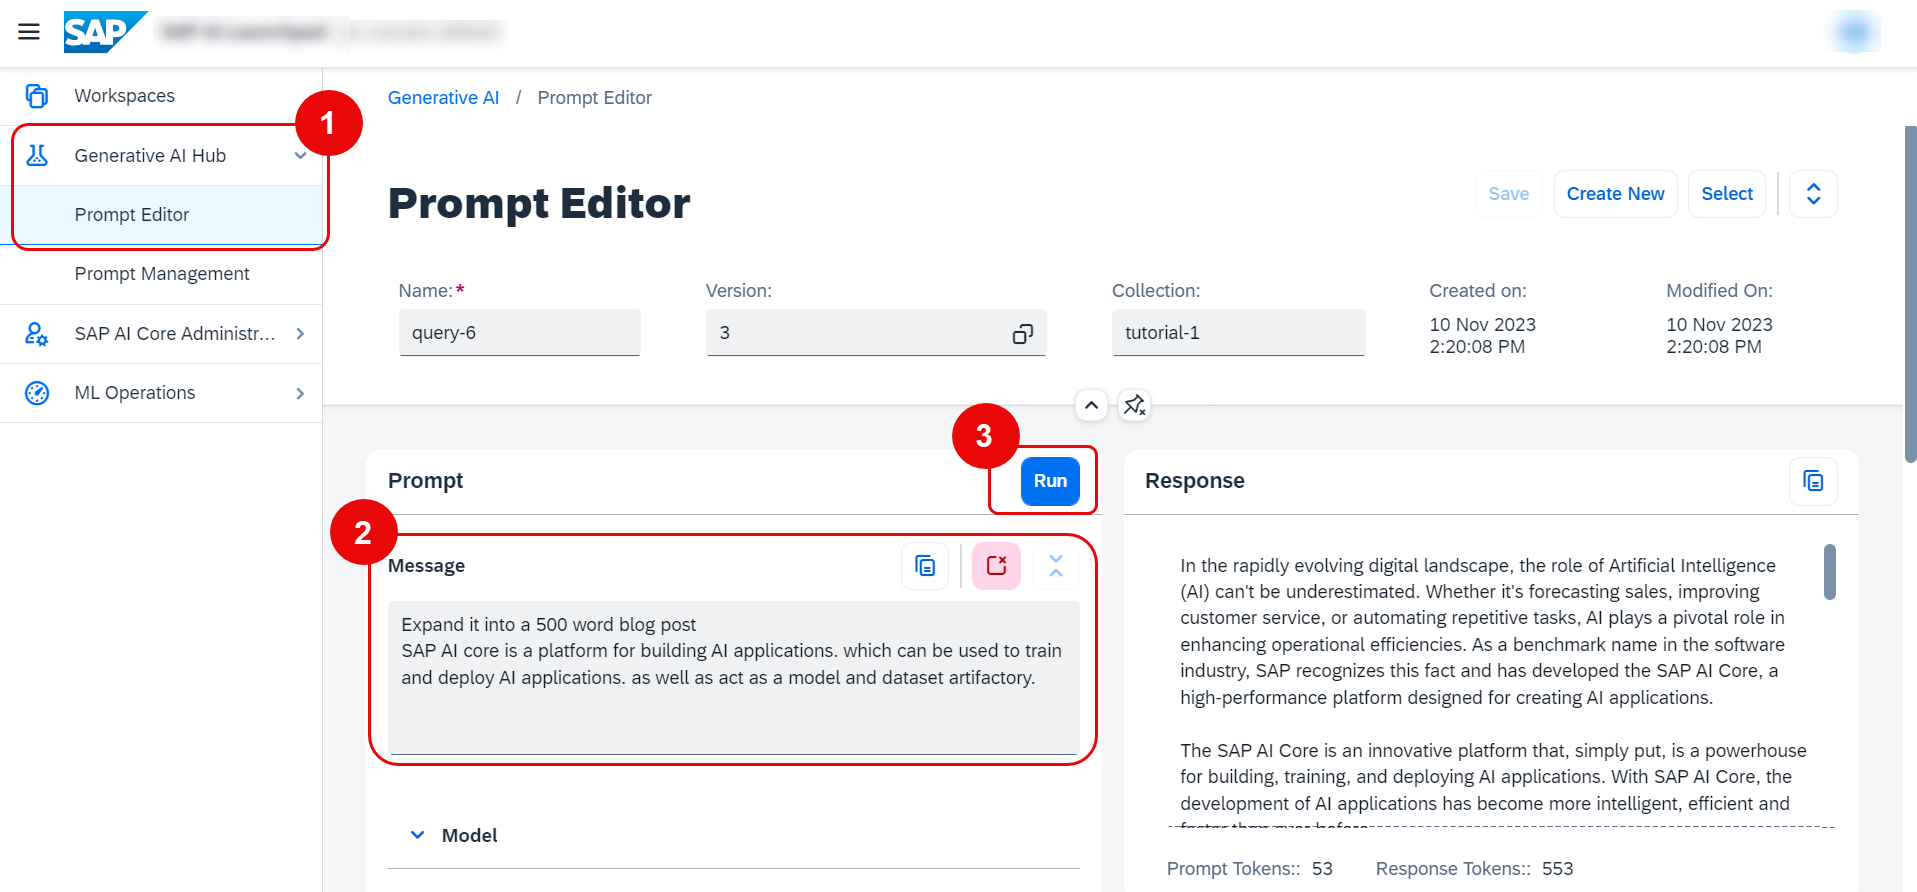 SAP
Workspaces
1
Generative AI Hub
Prompt Editor
Prompt Management
SAP AI Core Administr...
ML Operations
Generative AI / Prompt Editor
Prompt Editor
Save
Create New
Select
Name:*
query-6
Version:
3
Collection:
tutorial-1
Created on:
10 Nov 2023
2:20:08 PM
Modified On:
10 Nov 2023
2:20:08 PM
3
Prompt
Run
2
Message
Expand it into a 500 word blog post
SAP AI core is a platform for building AI applications. which can be used to train
and deploy AI applications. as well as act as a model and dataset artifactory.
Model
Response
In the rapidly evolving digital landscape, the role of Artificial Intelligence
(AI) can't be underestimated. Whether it's forecasting sales, improving
customer service, or automating repetitive tasks, AI plays a pivotal role in
enhancing operational efficiencies. As a benchmark name in the software
industry, SAP recognizes this fact and has developed the SAP AI Core, a
high-performance platform designed for creating AI applications.
The SAP AI Core is an innovative platform that, simply put, is a powerhouse
for building, training, and deploying AI applications. With SAP AI Core, the
development of AI applications has become more intelligent, efficient and
Prompt Tokens:: 53
Response Tokens:: 553